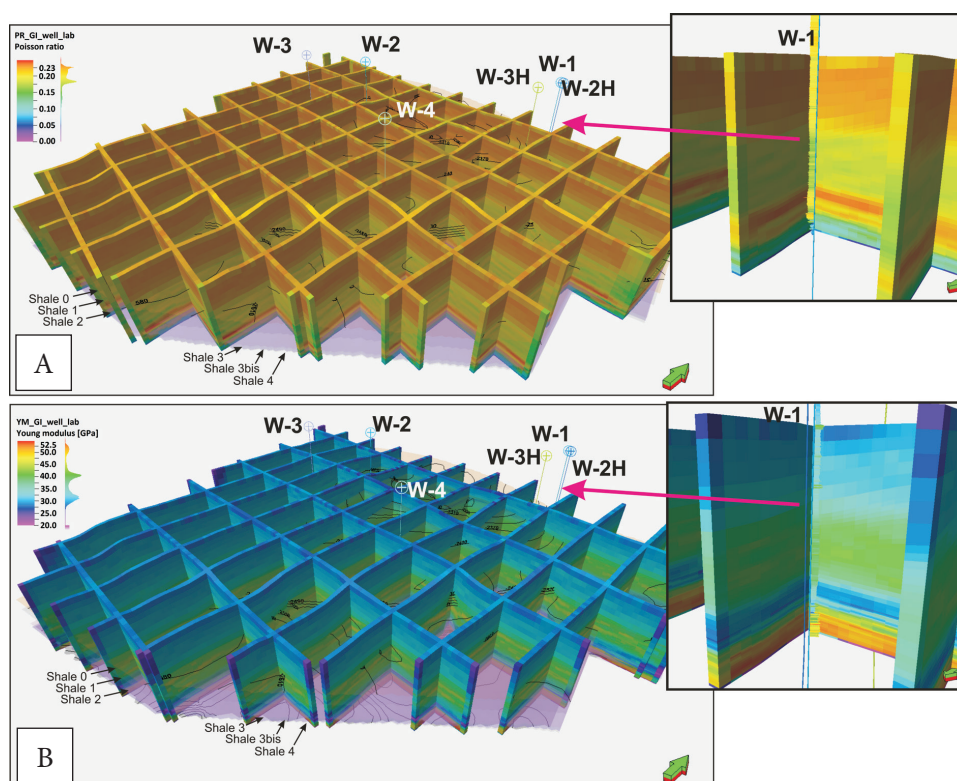 PR_GI_well_lab
Poisson ratio
0.23
0.20
0.15
0.10
0.05
0.00
W-3
W-2
W-1
W-3H
W-2H
W-4
W-1
Shale 0
Shale 1
Shale 2
Shale 3
Shale 3bis
Shale 4
A
YM_GI_well_lab
Young modulus [GPa]
52.5
50.0
45.0
40.0
35.0
30.0
25.0
20.0
W-3
W-2
W-1
W-3H
W-2H
W-4
W-1
Shale 0
Shale 1
Shale 2
Shale 3
Shale 3bis
Shale 4
B